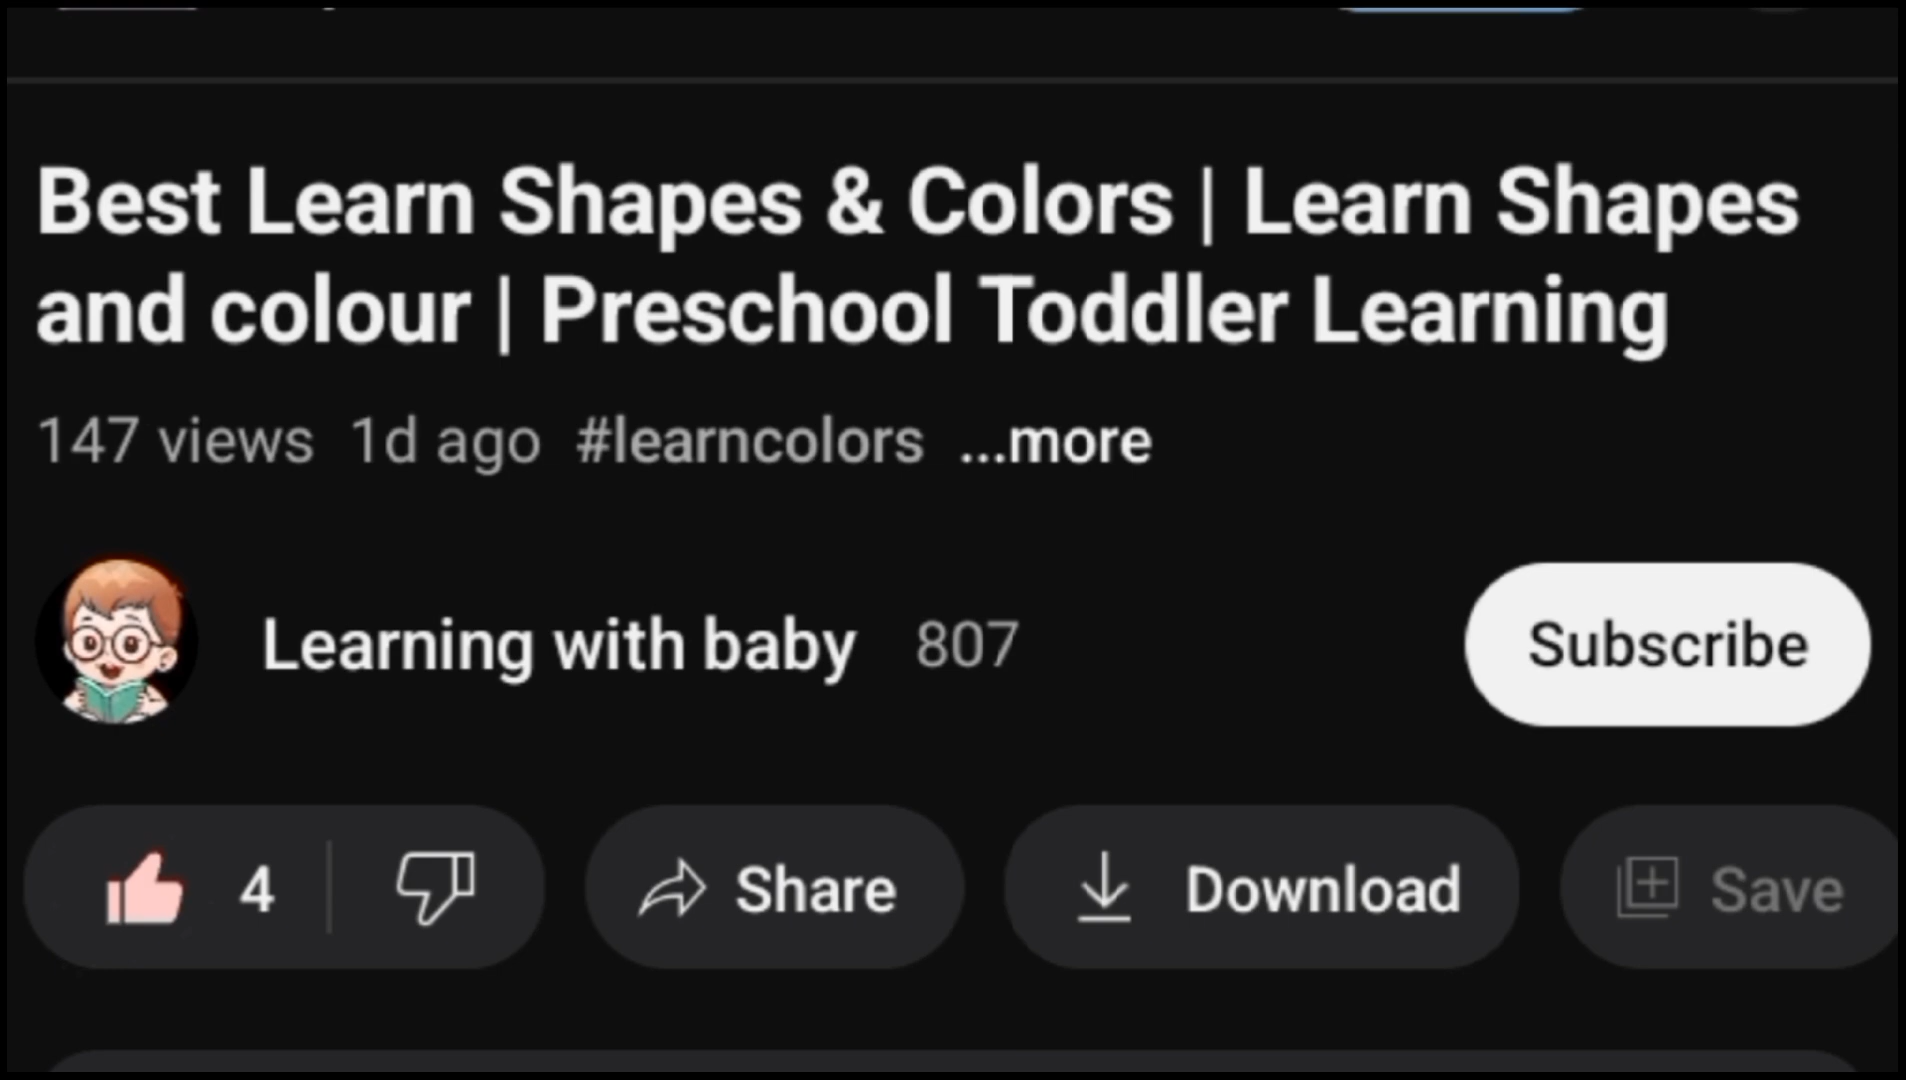 Best Learn Shapes & Colors | Learn Shapes
and colour | Preschool Toddler Learning
147 views 1d ago #learncolors ...more
Learning with baby 807 Subscribe
4 Share Download Save